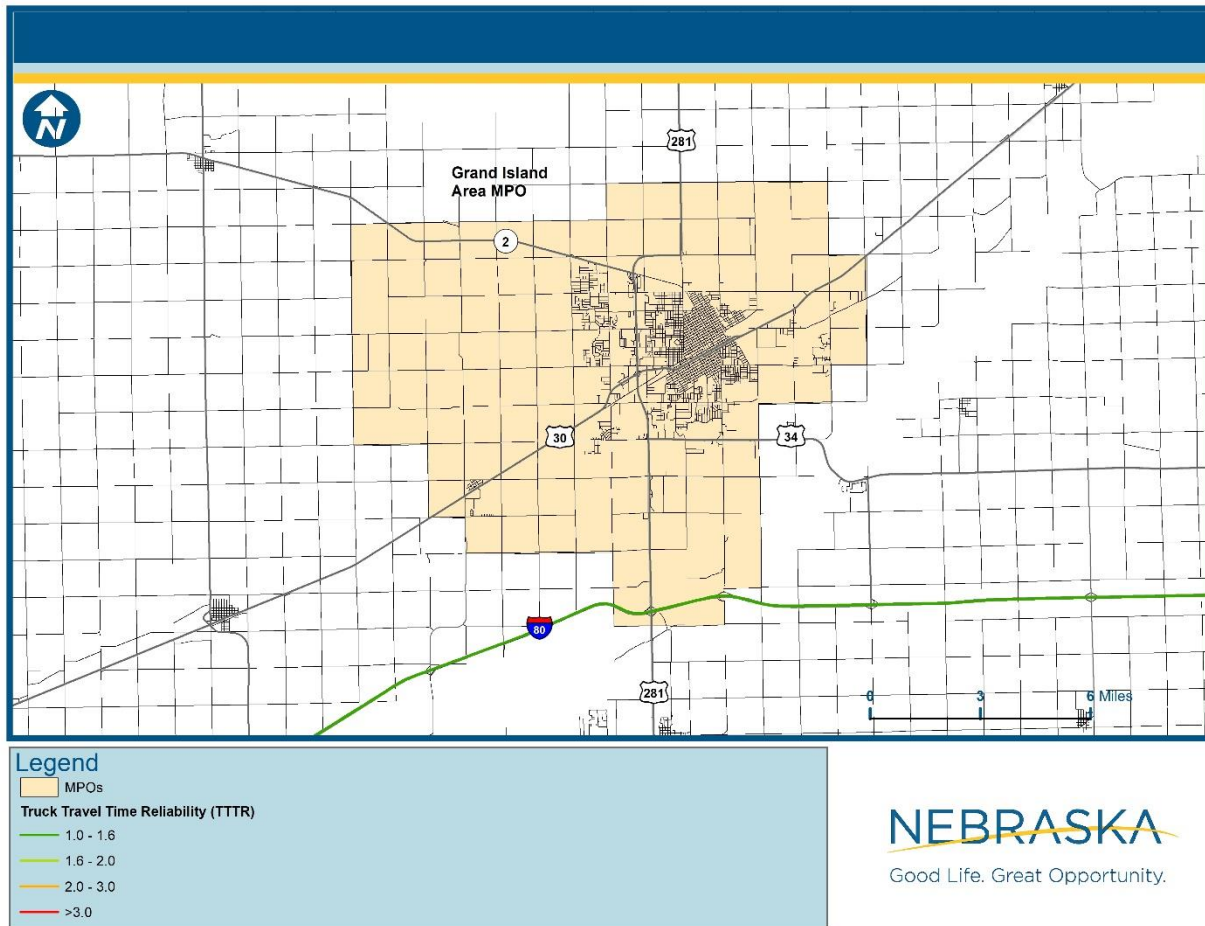 N
281
Grand Island
Area MPO
2
30
34
80
281
0 3 6 Miles
Legend
MPOs
Truck Travel Time Reliability (TTTR)
1.0 - 1.6
1.6 - 2.0
2.0 - 3.0
>3.0
NEBRASKA
Good Life. Great Opportunity.